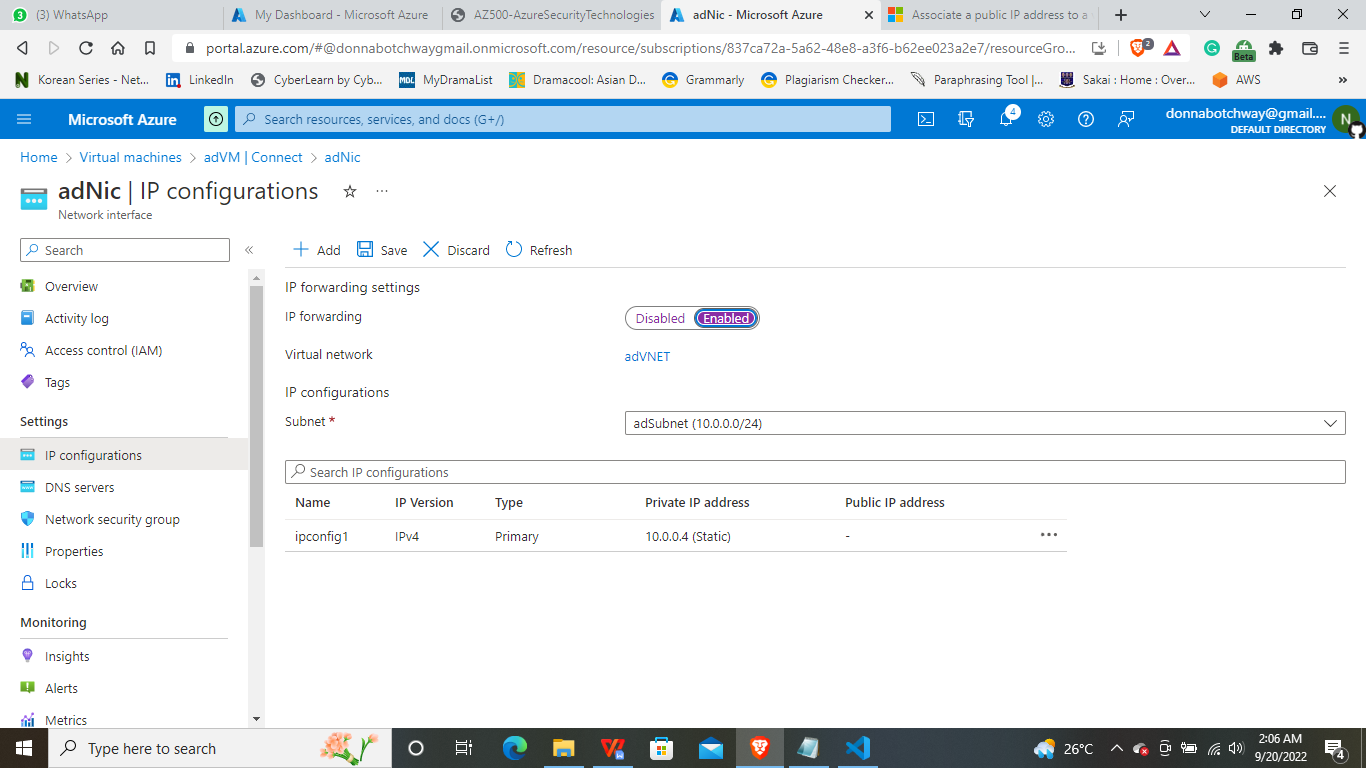 3 (3) WhatsApp
My Dashboard - Microsoft Azure
AZ500-AzureSecurityTechnologies
adNic - Microsoft Azure
Associate a public IP address to a
portal.azure.com/#@donnabotchwaygmail.onmicrosoft.com/resource/subscriptions/837ca72a-5a62-48e8-a3f6-b62ee023a2e7/resourceGro...
2
Beta
Korean Series - Net...
LinkedIn
CyberLearn by Cyb...
MDL MyDramaList
Dramacool: Asian D...
Grammarly
Plagiarism Checker...
Paraphrasing Tool |...
Sakai : Home : Over...
AWS
»
Microsoft Azure
Search resources, services, and docs (G+/)
4
donnabotchway@gmail....
DEFAULT DIRECTORY
N
Home > Virtual machines > adVM | Connect > adNic
adNic | IP configurations
Network interface
Search
«
Add
Save
Discard
Refresh
Overview
Activity log
Access control (IAM)
Tags
Settings
IP configurations
DNS servers
Network security group
Properties
Locks
Monitoring
Insights
Alerts
Metrics
IP forwarding settings
IP forwarding
Disabled Enabled
Virtual network
adVNET
IP configurations
Subnet *
adSubnet (10.0.0.0/24)
Search IP configurations
Name IP Version Type Private IP address Public IP address
ipconfig1 IPv4 Primary 10.0.0.4 (Static) -
Type here to search
26°C
2:06 AM
9/20/2022
4